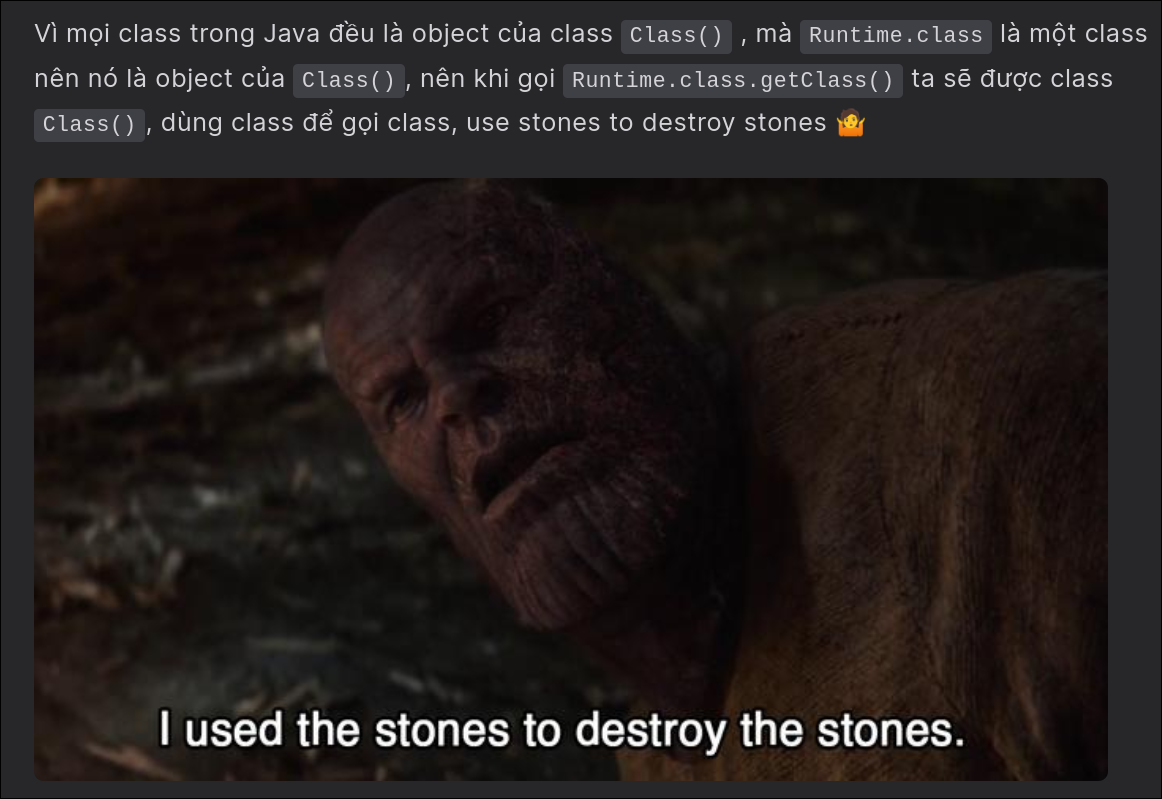 Vì mọi class trong Java đều là object của class Class() , mà Runtime.class là một class
nên nó là object của Class(), nên khi gọi Runtime.class.getClass() ta sẽ được class
Class(), dùng class để gọi class, use stones to destroy stones 🤷
I used the stones to destroy the stones.